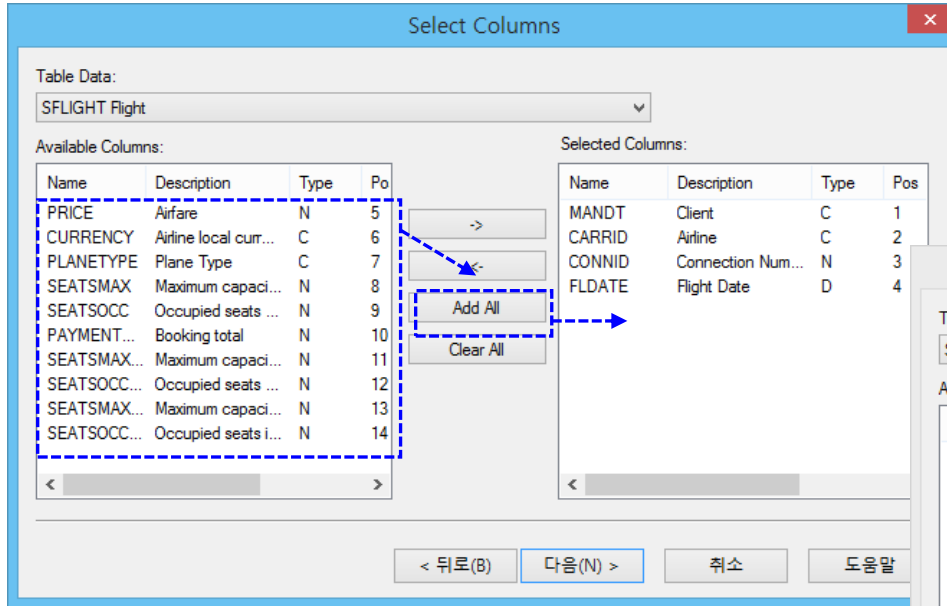 Select Columns
Table Data:
SFLIGHT Flight
Available Columns:
Name Description Type Po
PRICE Airfare N 5
CURRENCY Airline local curr... C 6
PLANETYPE Plane Type C 7
SEATSMAX Maximum capaci... N 8
SEATSOCC Occupied seats ... N 9
PAYMENT... Booking total N 10
SEATSMAX... Maximum capaci... N 11
SEATSOCC... Occupied seats ... N 12
SEATSMAX... Maximum capaci... N 13
SEATSOCC... Occupied seats i... N 14
->
<-
Add All
Clear All
Selected Columns:
Name Description Type Pos
MANDT Client C 1
CARRID Airline C 2
CONNID Connection Num... N 3
FLDATE Flight Date D 4
< 뒤로(B) 다음(N) > 취소 도움말